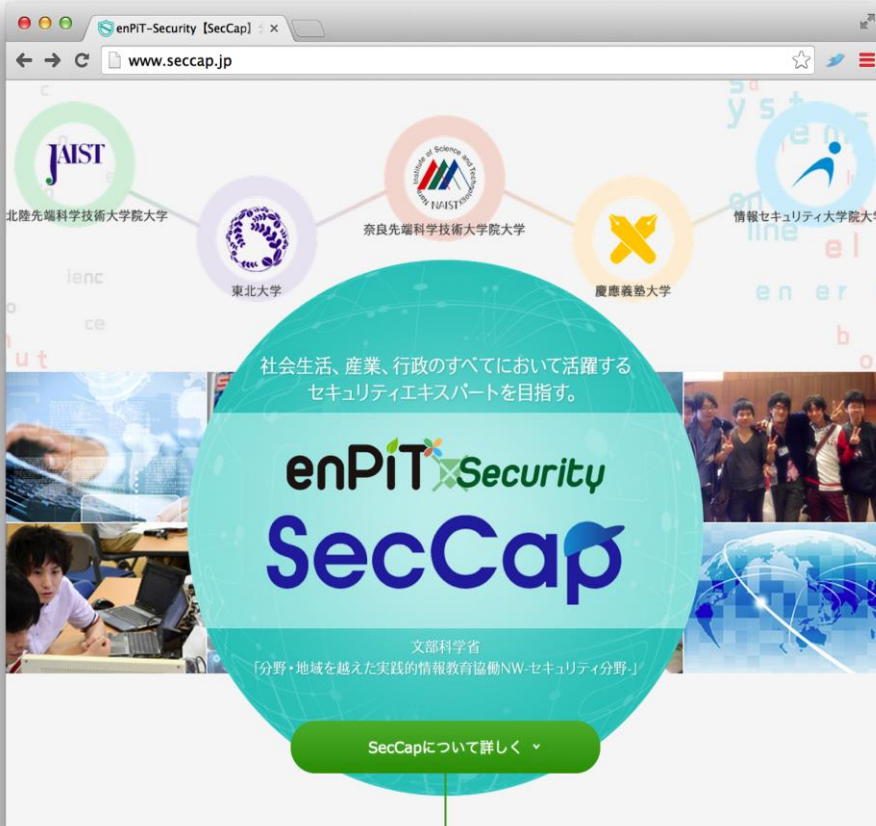 enPiT-Security【SecCap】
www.seccap.jp
JAIST
北陸先端科学技術大学院大学
東北大学
Nara Institute of Science and Technology
NAIST
奈良先端科学技術大学院大学
慶應義塾大学
情報セキュリティ大学院大学
社会生活、産業、行政のすべてにおいて活躍する
セキュリティエキスパートを目指す。
enPiT Security
SecCap
文部科学省
「分野・地域を越えた実践的情報教育協働NW-セキュリティ分野-」
SecCapについて詳しく